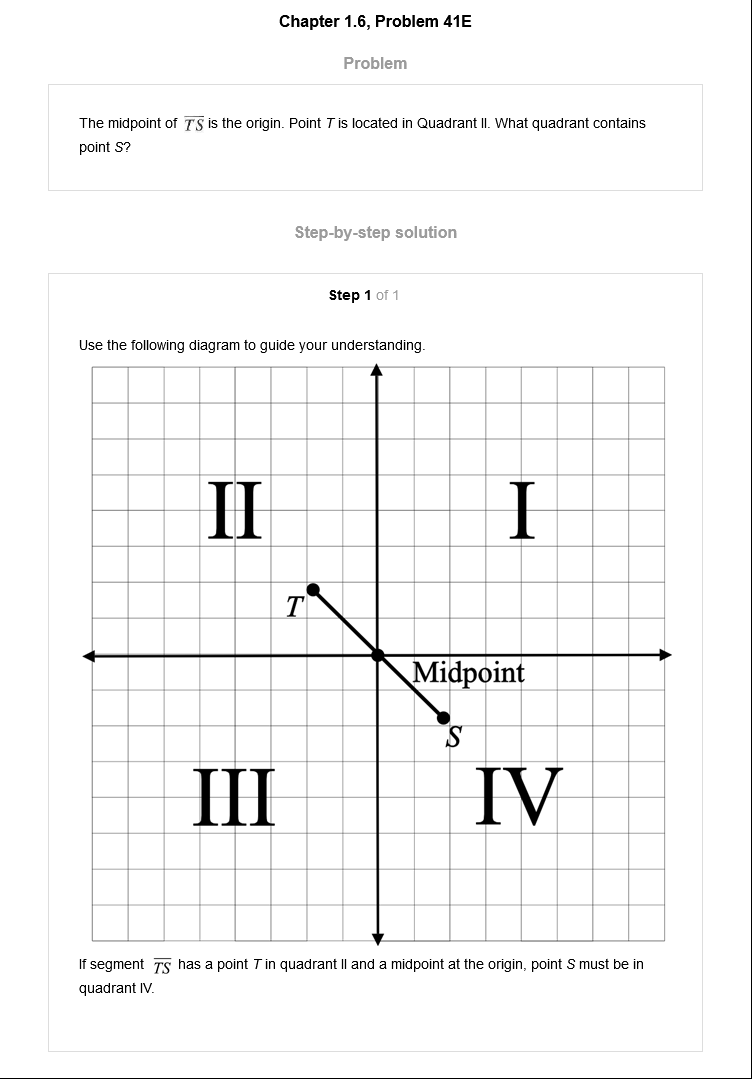 Chapter 1.6, Problem 41E
Problem
The midpoint of TS is the origin. Point T is located in Quadrant II. What quadrant contains
point S?
Step-by-step solution
Step 1 of 1
Use the following diagram to guide your understanding.
II
I
T
Midpoint
S
III
IV
If segment TS has a point T in quadrant II and a midpoint at the origin, point S must be in
quadrant IV.